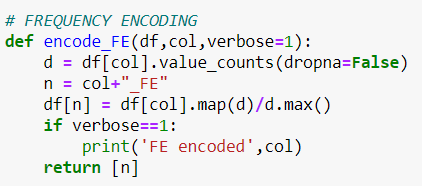 # FREQUENCY ENCODING
def encode_FE(df,col,verbose=1):
    d = df[col].value_counts(dropna=False)
    n = col+"_FE"
    df[n] = df[col].map(d)/d.max()
    if verbose==1:
        print('FE encoded',col)
    return [n]